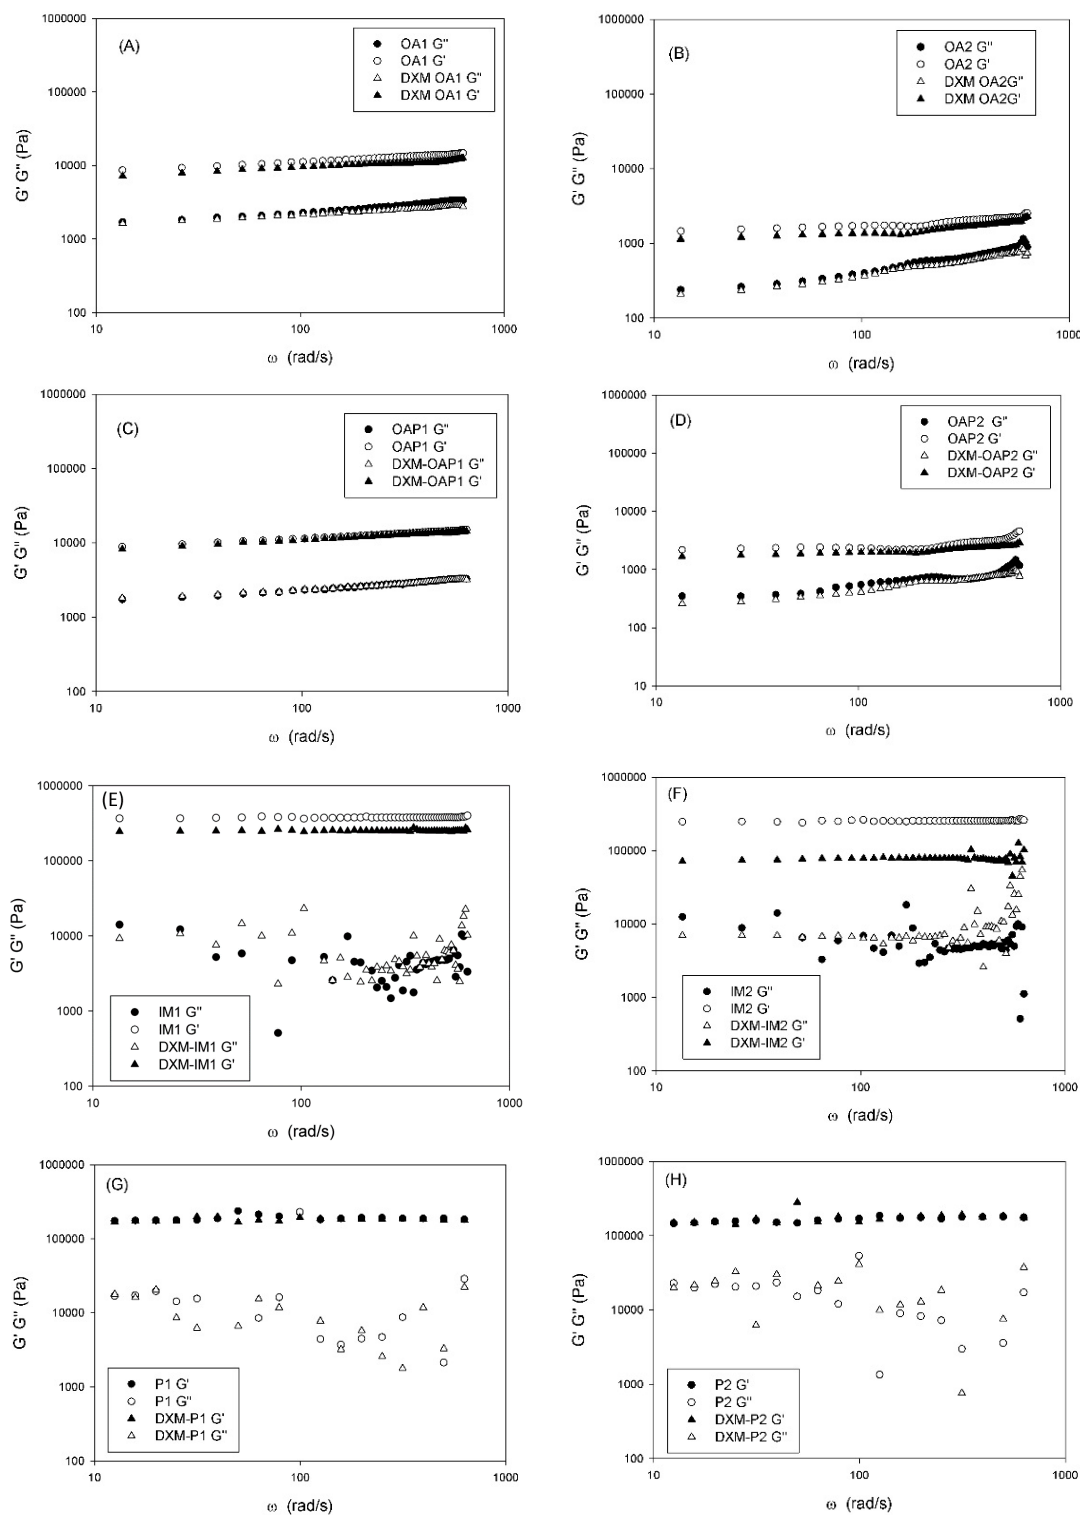 (A)
OA1 G"
OA1 G'
DXM OA1 G"
DXM OA1 G'
1000000
100000
10000
1000
100
10
100
1000
G' G" (Pa)
ω (rad/s)
(B)
OA2 G"
OA2 G'
DXM OA2G"
DXM OA2G'
1000000
100000
10000
1000
100
10
100
1000
G' G" (Pa)
ω (rad/s)
(C)
OAP1 G"
OAP1 G'
DXM-OAP1 G"
DXM-OAP1 G'
1000000
100000
10000
1000
100
10
100
1000
G' G" (Pa)
ω (rad/s)
(D)
OAP2 G"
OAP2 G'
DXM-OAP2 G"
DXM-OAP2 G'
1000000
100000
10000
1000
100
10
10
100
1000
G' G" (Pa)
ω (rad/s)
(E)
IM1 G"
IM1 G'
DXM-IM1 G"
DXM-IM1 G'
1000000
100000
10000
1000
100
10
100
1000
G' G" (Pa)
ω (rad/s)
(F)
IM2 G"
IM2 G'
DXM-IM2 G"
DXM-IM2 G'
1000000
100000
10000
1000
100
10
100
1000
G' G" (Pa)
ω (rad/s)
(G)
P1 G'
P1 G"
DXM-P1 G'
DXM-P1 G"
1000000
100000
10000
1000
100
10
100
1000
G' G" (Pa)
ω (rad/s)
(H)
P2 G'
P2 G"
DXM-P2 G'
DXM-P2 G"
1000000
100000
10000
1000
100
10
100
1000
G' G" (Pa)
ω (rad/s)